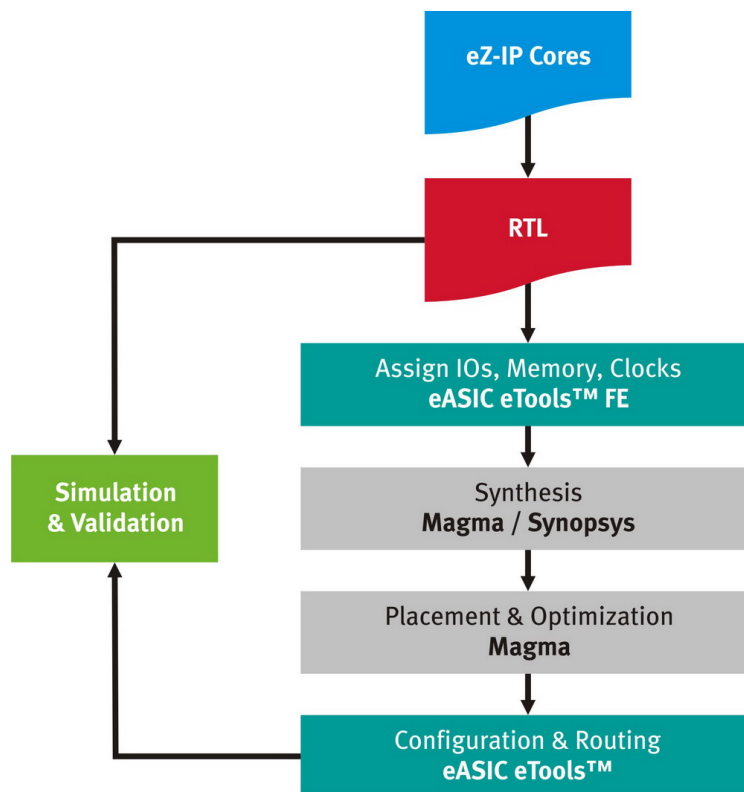 eZ-IP Cores
RTL
Assign IOs, Memory, Clocks
eASIC eTools™ FE
Simulation
& Validation
Synthesis
Magma / Synopsys
Placement & Optimization
Magma
Configuration & Routing
eASIC eTools™